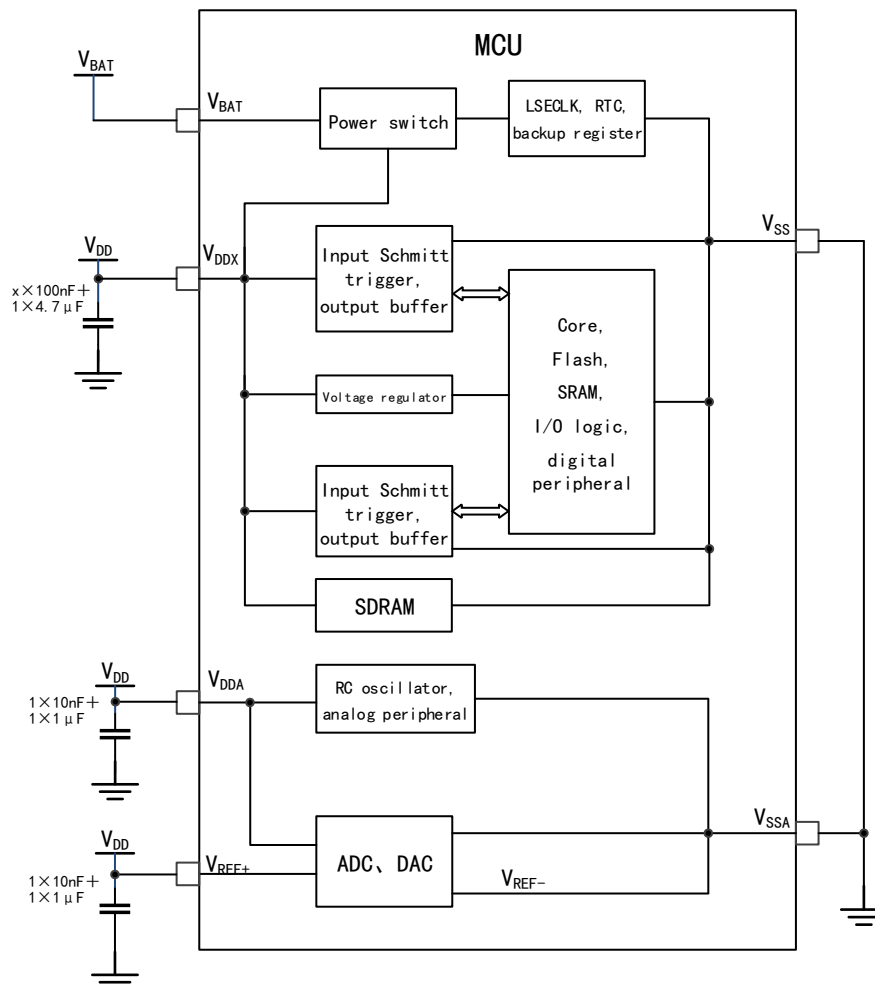 MCU
VBAT
VBAT
Power switch
LSECLK, RTC,
backup register
VDD
VDDX
x×100nF+
1×4.7μF
Input Schmitt
trigger,
output buffer
VSS
Core,
Flash,
SRAM,
I/O logic,
digital
peripheral
Voltage regulator
Input Schmitt
trigger,
output buffer
SDRAM
VDD
VDDA
1×10nF+
1×1μF
RC oscillator,
analog peripheral
VDD
VREF+
1×10nF+
1×1μF
ADC、DAC
VREF-
VSSA